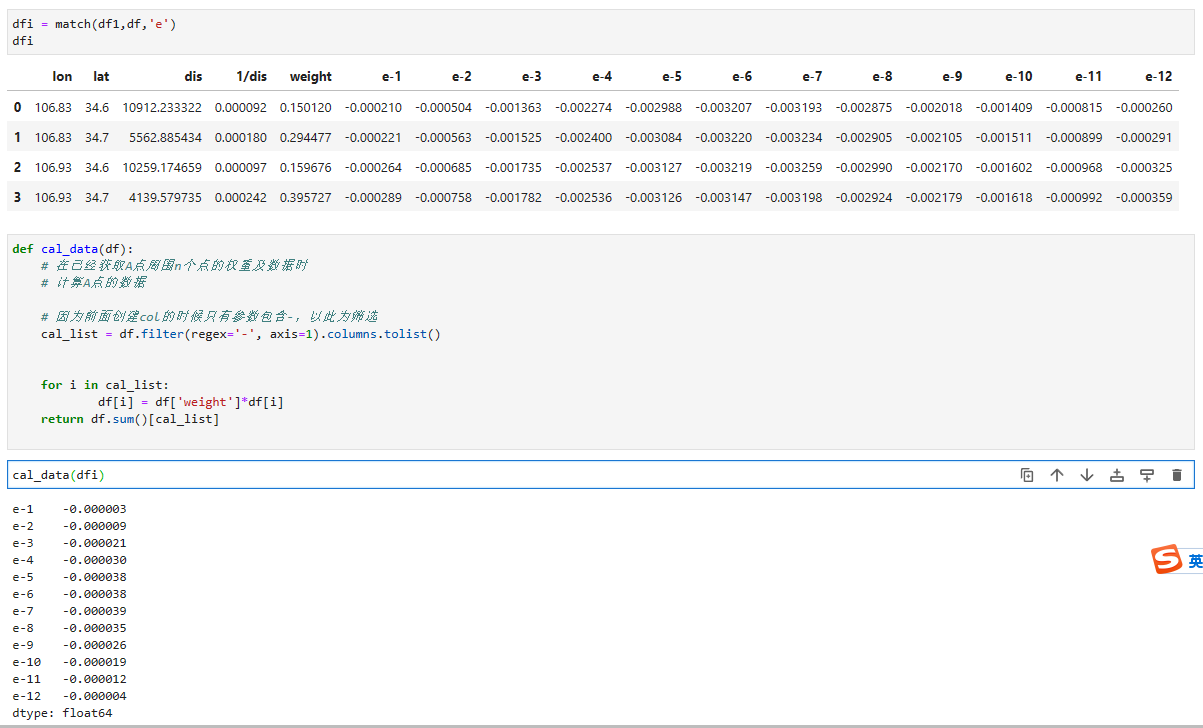 dfi = match(df1,df,'e')
dfi
lon lat dis 1/dis weight e-1 e-2 e-3 e-4 e-5 e-6 e-7 e-8 e-9 e-10 e-11 e-12
0 106.83 34.6 10912.233322 0.000092 0.150120 -0.000210 -0.000504 -0.001363 -0.002274 -0.002988 -0.003207 -0.003193 -0.002875 -0.002018 -0.001409 -0.000815 -0.000260
1 106.83 34.7 5562.885434 0.000180 0.294477 -0.000221 -0.000563 -0.001525 -0.002400 -0.003084 -0.003220 -0.003234 -0.002905 -0.002105 -0.001511 -0.000899 -0.000291
2 106.93 34.6 10259.174659 0.000097 0.159676 -0.000264 -0.000685 -0.001735 -0.002537 -0.003127 -0.003219 -0.003259 -0.002990 -0.002170 -0.001602 -0.000968 -0.000325
3 106.93 34.7 4139.579735 0.000242 0.395727 -0.000289 -0.000758 -0.001782 -0.002536 -0.003126 -0.003147 -0.003198 -0.002924 -0.002179 -0.001618 -0.000992 -0.000359
def cal_data(df):
# 在已经获取A点周围n个点的权重及数据时
# 计算A点的数据
# 因为前面创建col的时候只有参数包含-，以此为筛选
cal_list = df.filter(regex='-', axis=1).columns.tolist()
for i in cal_list:
df[i] = df['weight']*df[i]
return df.sum()[cal_list]
cal_data(dfi)
e-1 -0.000003
e-2 -0.000009
e-3 -0.000021
e-4 -0.000030
e-5 -0.000038
e-6 -0.000038
e-7 -0.000039
e-8 -0.000035
e-9 -0.000026
e-10 -0.000019
e-11 -0.000012
e-12 -0.000004
dtype: float64
S 英